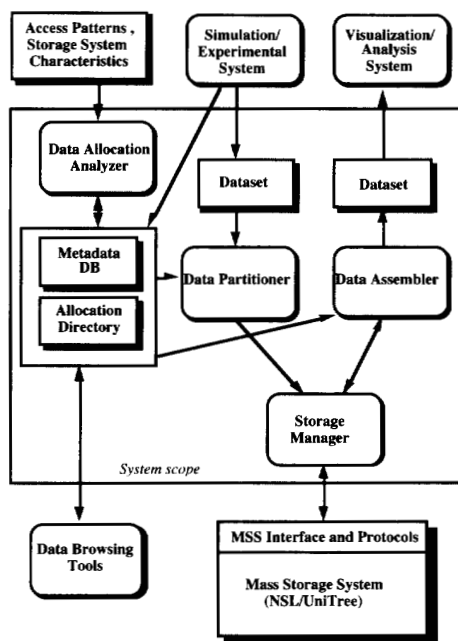 Access Patterns ,
Storage System
Characteristics
Simulation/
Experimental
System
Visualization/
Analysis
System
Data Allocation
Analyzer
Dataset
Dataset
Metadata
DB
Allocation
Directory
Data Partitioner
Data Assembler
Storage
Manager
System scope
Data Browsing
Tools
MSS Interface and Protocols
Mass Storage System
(NSL/UniTree)